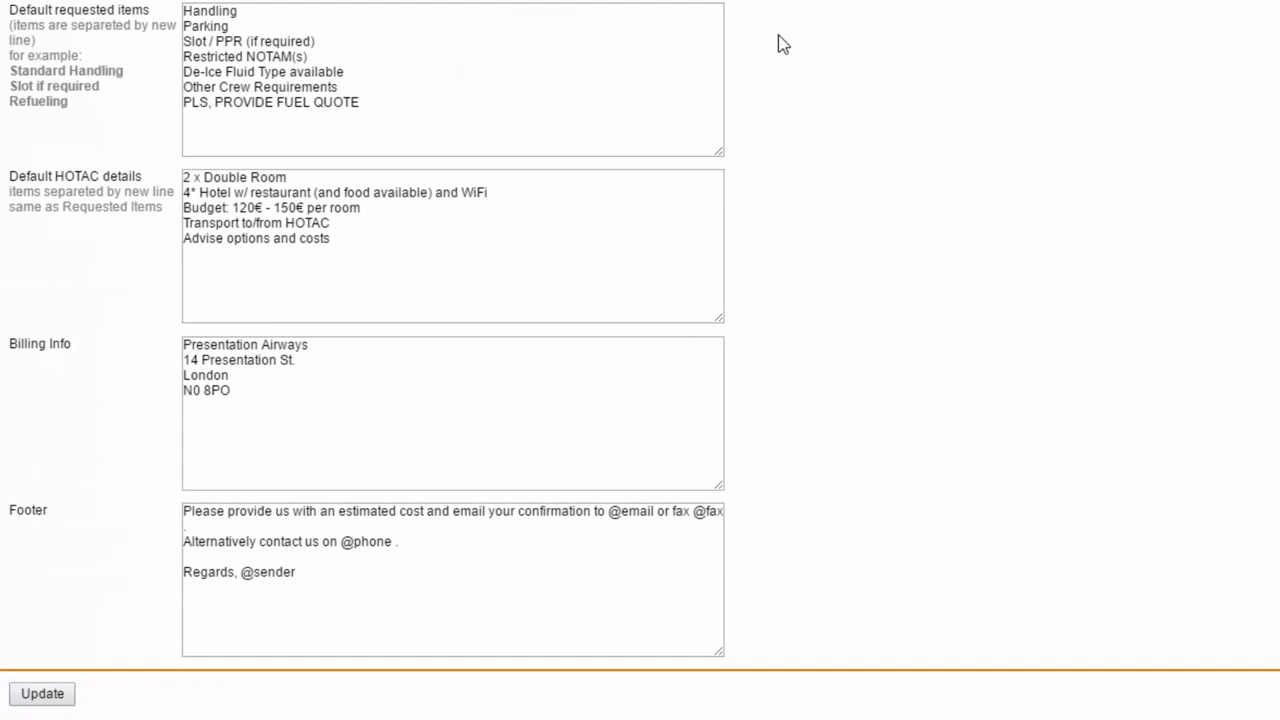 Default requested items
(items are separeted by new
line)
for example:
Standard Handling
Slot if required
Refueling
Handling
Parking
Slot / PPR (if required)
Restricted NOTAM(s)
De-Ice Fluid Type available
Other Crew Requirements
PLS, PROVIDE FUEL QUOTE
Default HOTAC details
items separeted by new line
same as Requested Items
2 x Double Room
4* Hotel w/ restaurant (and food available) and WiFi
Budget: 120€ - 150€ per room
Transport to/from HOTAC
Advise options and costs
Billing Info
Presentation Airways
14 Presentation St.
London
N0 8PO
Footer
Please provide us with an estimated cost and email your confirmation to @email or fax @fax
.
Alternatively contact us on @phone .
Regards, @sender
Update